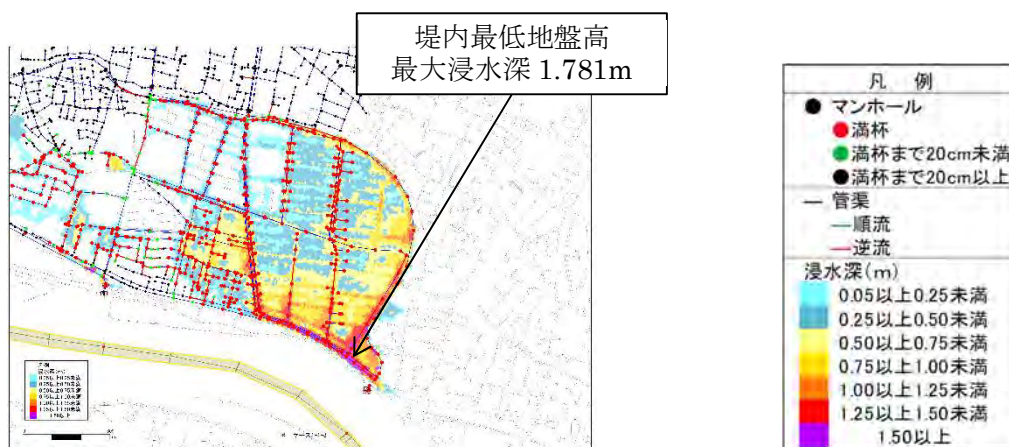 堤内最低地盤高
最大浸水深 1.781m
凡 例
マンホール
満杯
満杯まで20cm未満
満杯まで20cm以上
管渠
順流
逆流
浸水深(m)
0.05以上0.25未満
0.25以上0.50未満
0.50以上0.75未満
0.75以上1.00未満
1.00以上1.25未満
1.25以上1.50未満
1.50以上